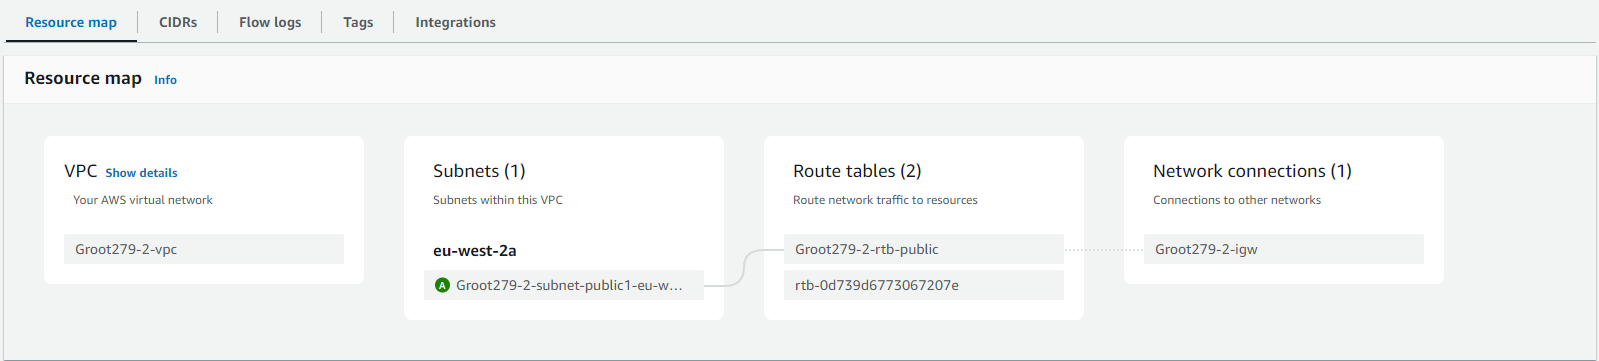 Resource map
CIDRs
Flow logs
Tags
Integrations
Resource map Info
VPC Show details
Your AWS virtual network
Groot279-2-vpc
Subnets (1)
Subnets within this VPC
eu-west-2a
A Groot279-2-subnet-public1-eu-w...
Route tables (2)
Route network traffic to resources
Groot279-2-rtb-public
rtb-0d739d6773067207e
Network connections (1)
Connections to other networks
Groot279-2-igw